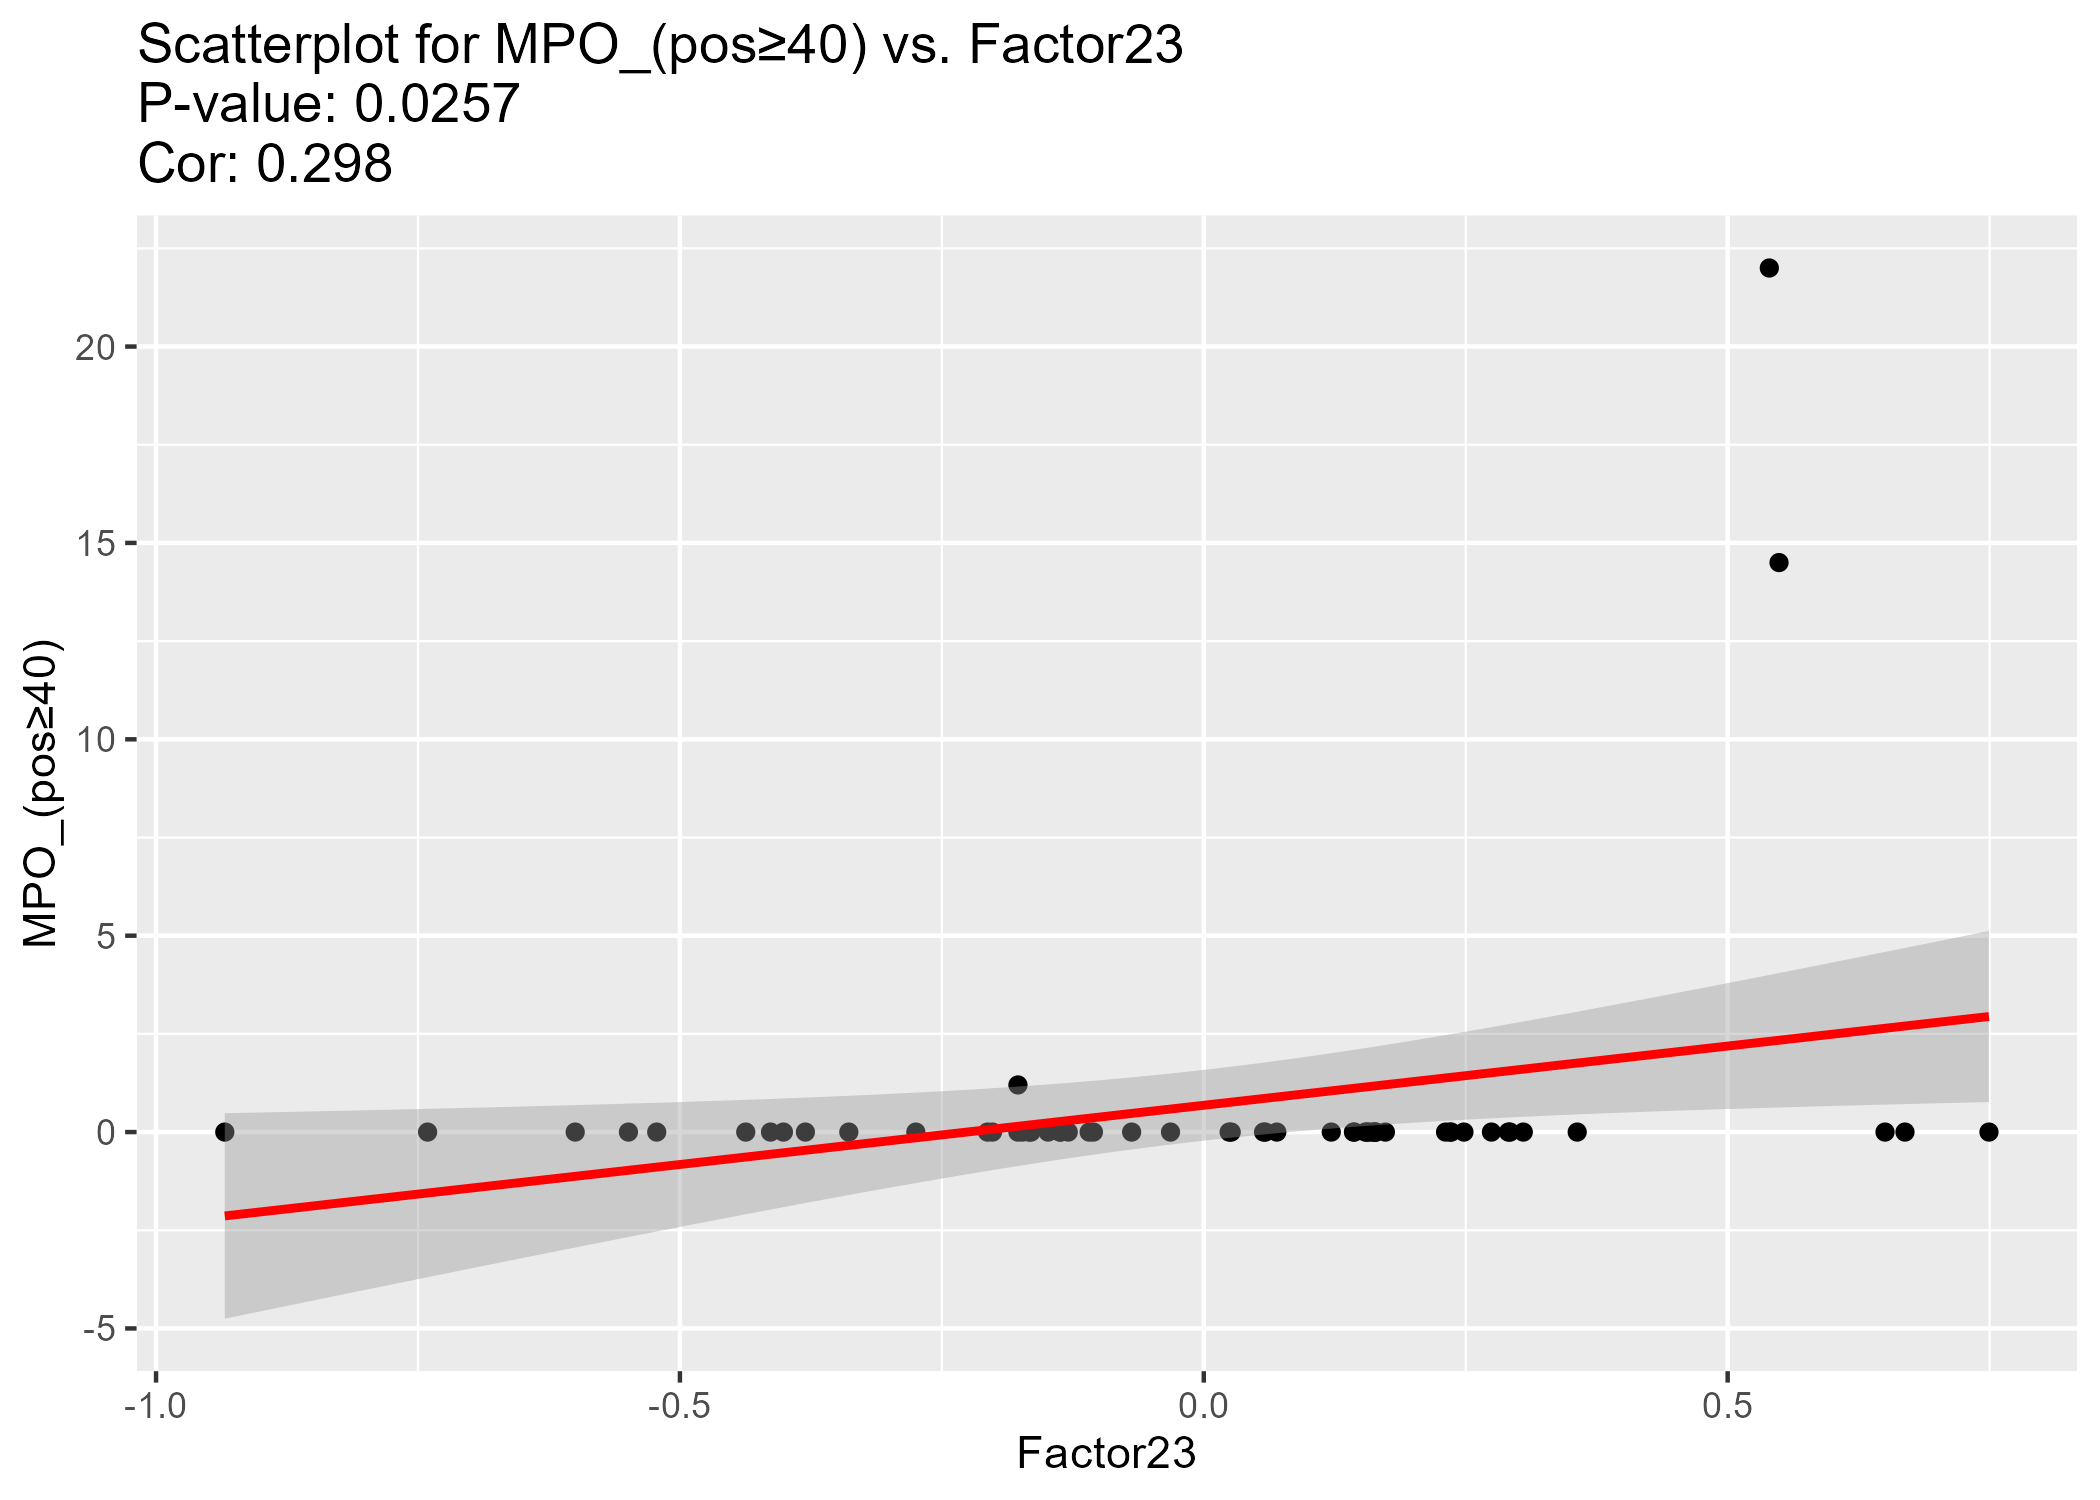 Scatterplot for MPO_(pos≥40) vs. Factor23
P-value: 0.0257
Cor: 0.298
MPO_(pos≥40)
20
15
10
5
0
-5
-1.0
-0.5
0.0
0.5
Factor23